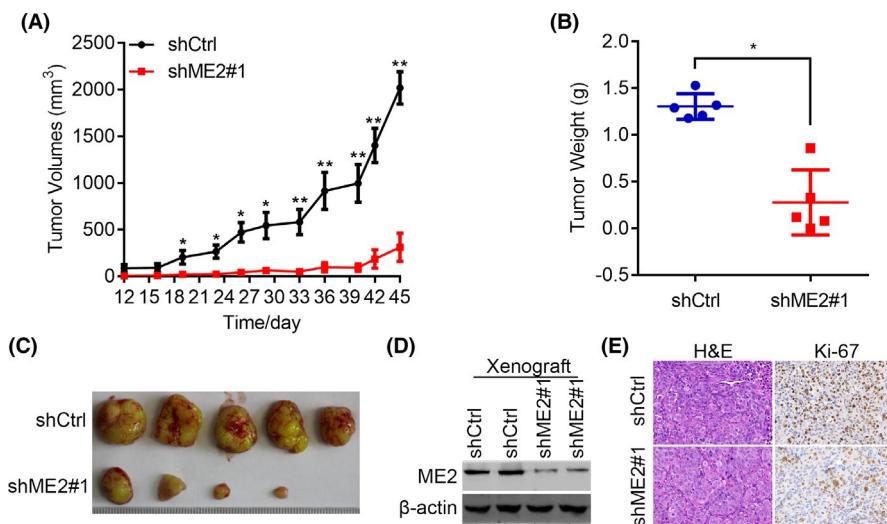 (A)
shCtrl
shME2#1
Tumor Volumes (mm³)
2500
2000
1500
1000
500
0
* * * * ** ** ** ** **
12 15 18 21 24 27 30 33 36 39 42 45
Time/day
(B)
*
Tumor Weight (g)
2.0
1.5
1.0
0.5
0.0
-0.5
shCtrl shME2#1
(C)
shCtrl
shME2#1
(D)
Xenograft
shCtrl shCtrl shME2#1 shME2#1
ME2
β-actin
(E)
H&E Ki-67
shCtrl
shME2#1